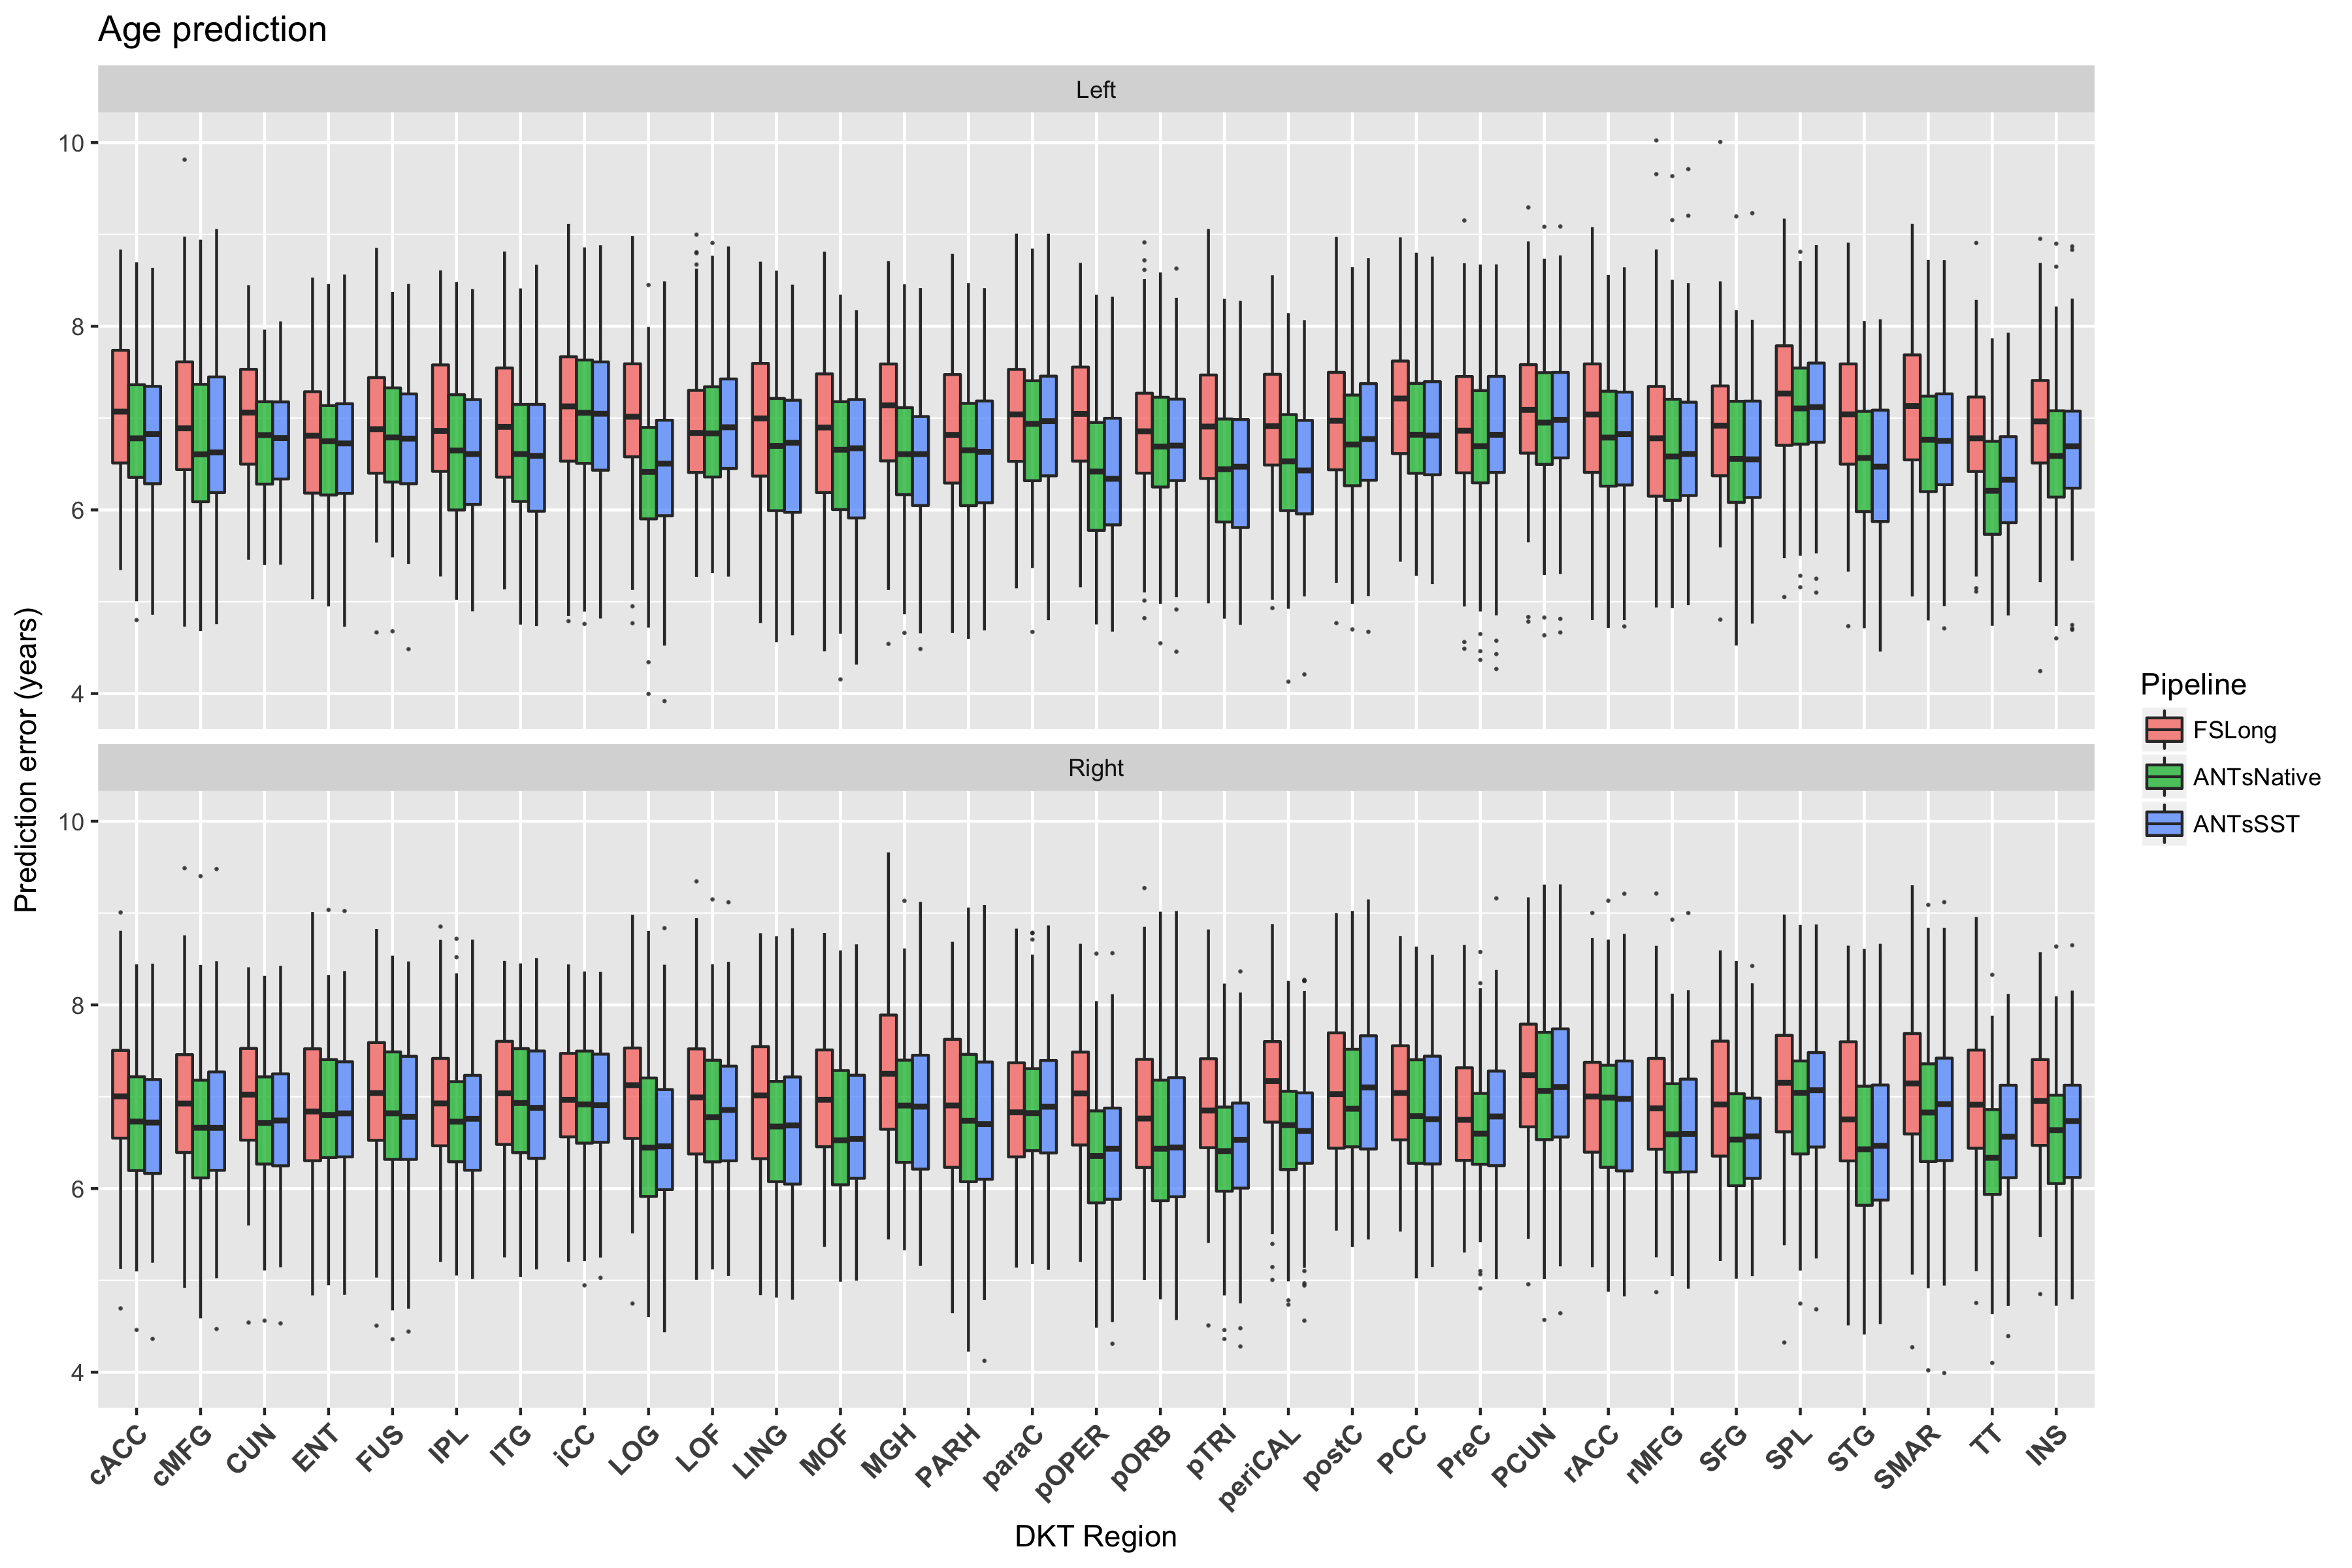 Age prediction
Left
10
8
6
4
Prediction error (years)
Right
10
8
6
4
cACC
cMFG
CUN
ENT
FUS
IPL
ITG
iCC
LOG
LOF
LING
MOF
MGH
PARH
paraC
pOPER
pORB
pTRI
periCAL
postC
PCC
PreC
PCUN
rACC
rMFG
SFG
SPL
STG
SMAR
TT
INS
DKT Region
Pipeline
FSLong
ANTsNative
ANTsSST